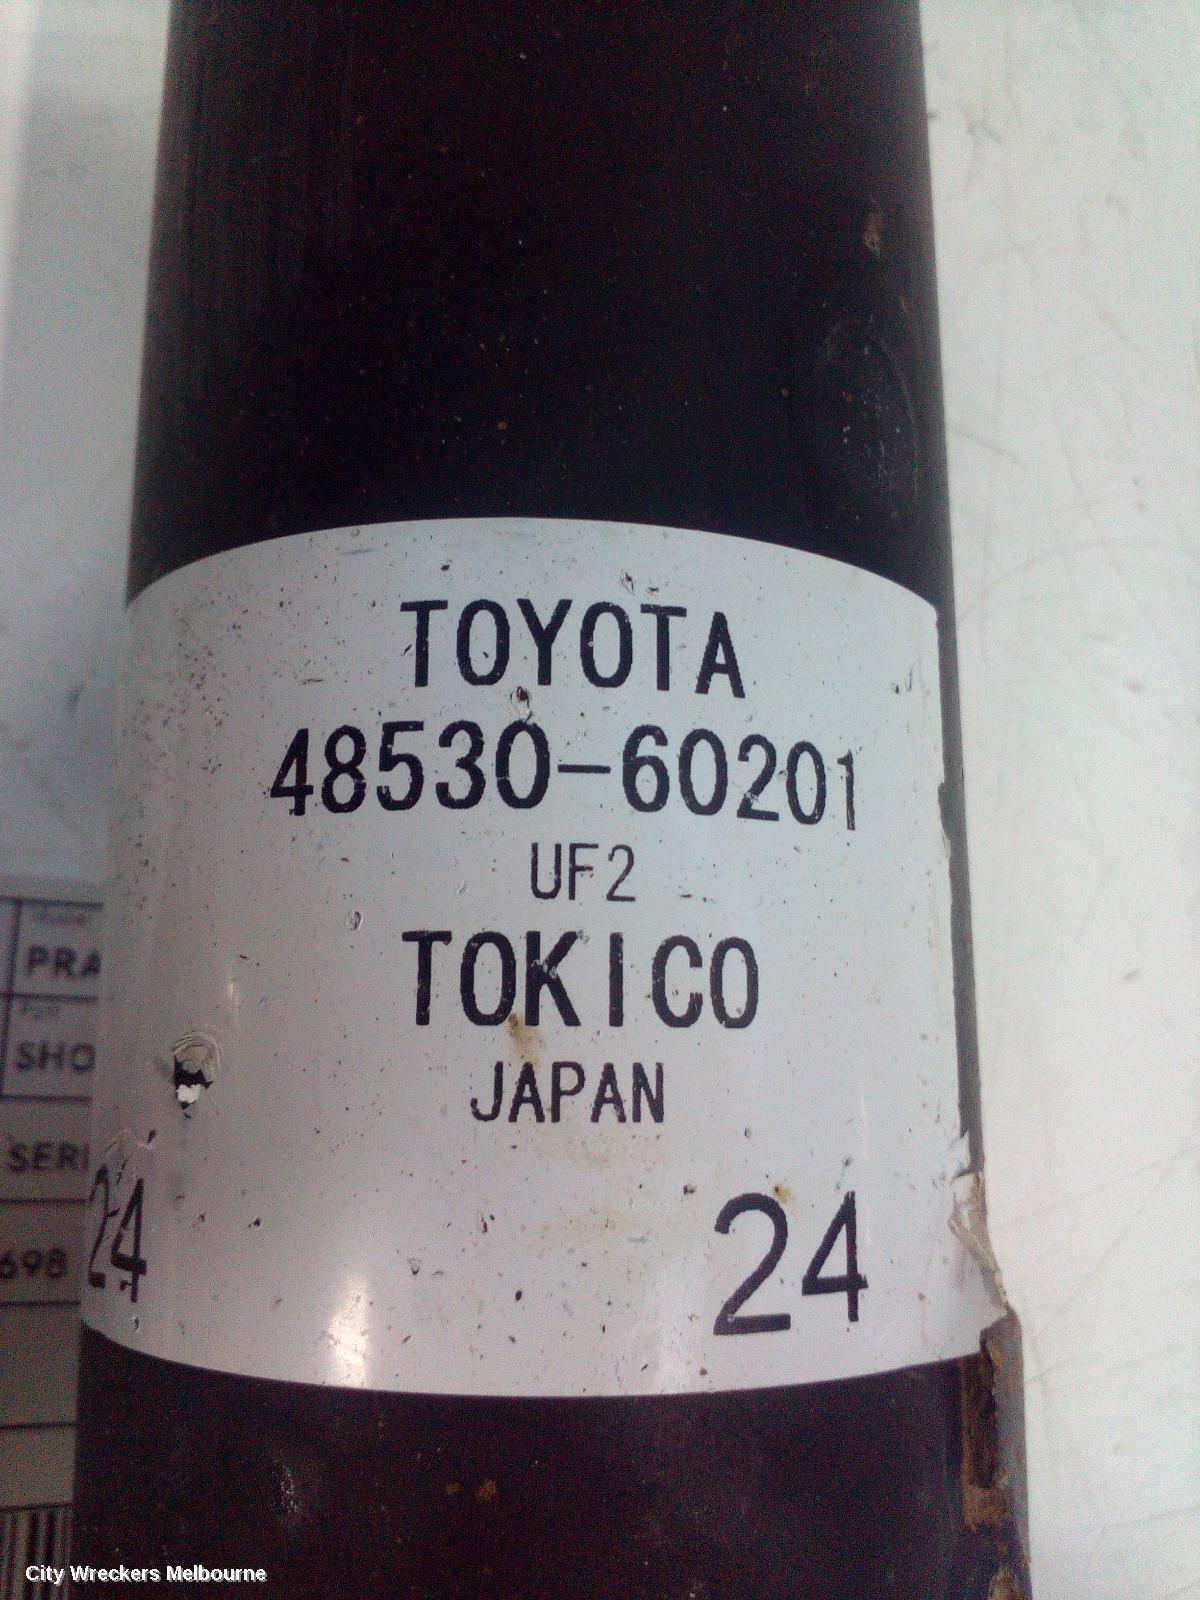 TOYOTA
48530-60201
UF2
TOKICO
JAPAN
24
24
PRA
SHO
SERI
698
City Wreckers Melbourne